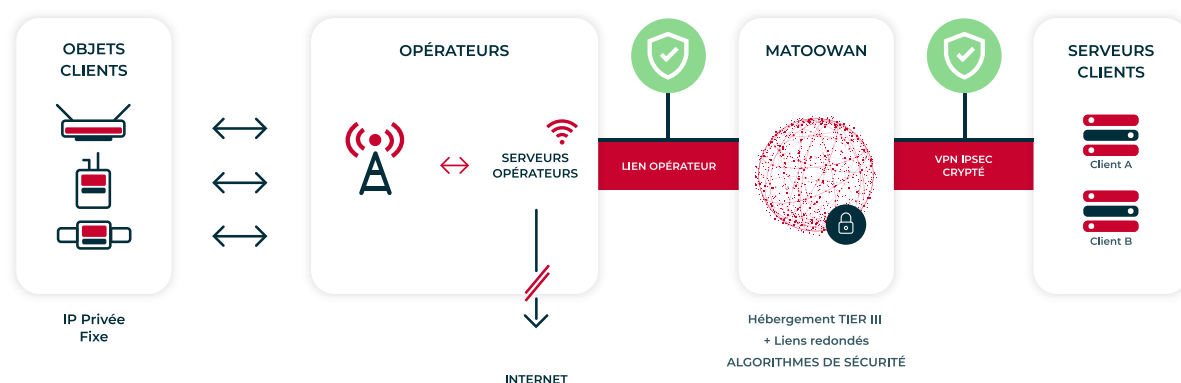 OBJETS
CLIENTS
IP Privée
Fixe
OPÉRATEURS
SERVEURS
OPÉRATEURS
INTERNET
LIEN OPÉRATEUR
MATOOWAN
Hébergement TIER III
+ Liens redondés
ALGORITHMES DE SÉCURITÉ
VPN IPSEC
CRYPTÉ
SERVEURS
CLIENTS
Client A
Client B